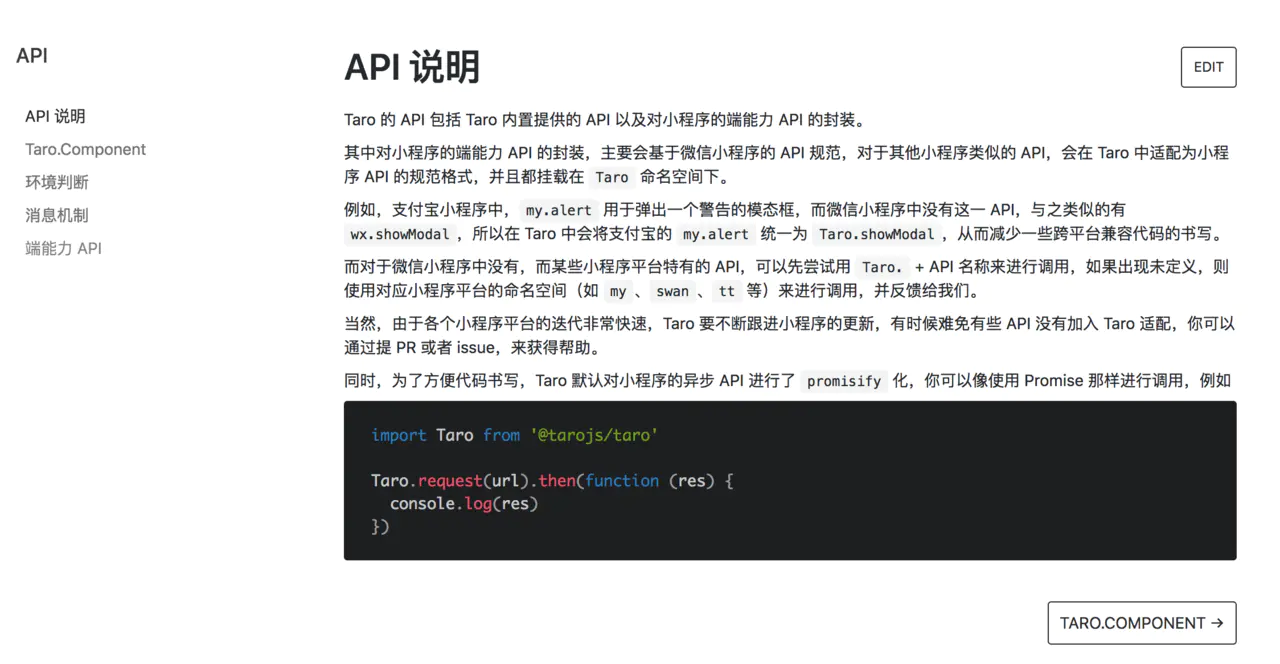 API
API 说明
Taro.Component
环境判断
消息机制
端能力 API
API 说明
EDIT
Taro 的 API 包括 Taro 内置提供的 API 以及对小程序的端能力 API 的封装。
其中对小程序的端能力 API 的封装，主要会基于微信小程序的 API 规范，对于其他小程序类似的 API，会在 Taro 中适配为小程
序 API 的规范格式，并且都挂载在 Taro 命名空间下。
例如，支付宝小程序中， my.alert 用于弹出一个警告的模态框，而微信小程序中没有这一 API，与之类似的有
wx.showModal ，所以在 Taro 中会将支付宝的 my.alert 统一为 Taro.showModal ，从而减少一些跨平台兼容代码的书写。
而对于微信小程序中没有，而某些小程序平台特有的 API，可以先尝试用 Taro. + API 名称来进行调用，如果出现未定义，则
使用对应小程序平台的命名空间（如 my 、 swan 、 tt 等）来进行调用，并反馈给我们。
当然，由于各个小程序平台的迭代非常快速，Taro 要不断跟进小程序的更新，有时候难免有些 API 没有加入 Taro 适配，你可以
通过提 PR 或者 issue，来获得帮助。
同时，为了方便代码书写，Taro 默认对小程序的异步 API 进行了 promisify 化，你可以像使用 Promise 那样进行调用，例如
import Taro from '@tarojs/taro'
Taro.request(url).then(function (res) {
  console.log(res)
})
TARO.COMPONENT →